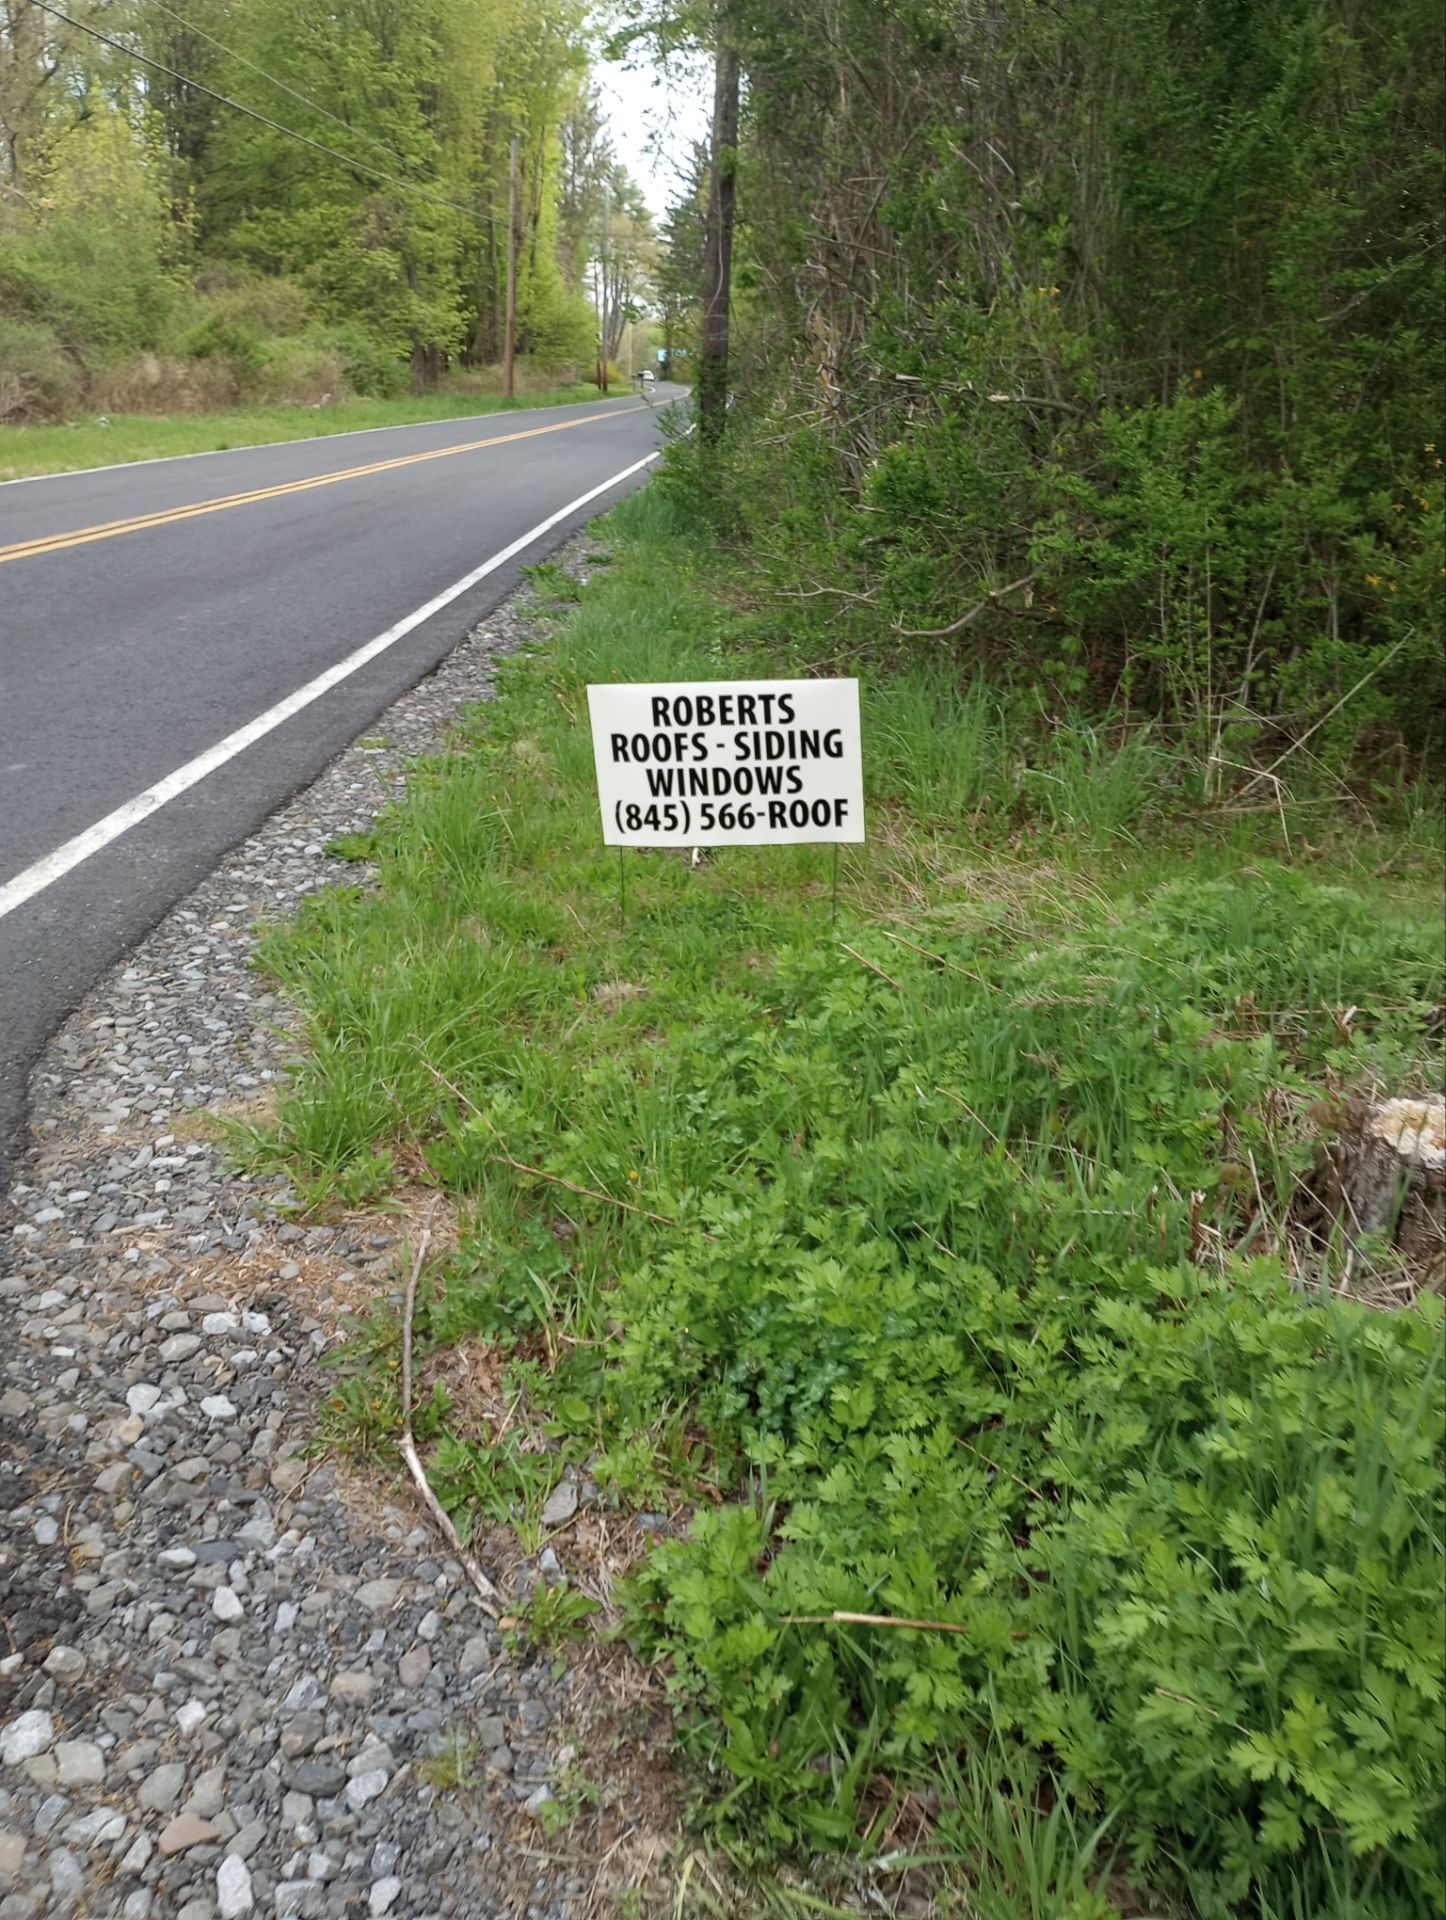 ROBERTS
ROOFS - SIDING
WINDOWS
(845) 566-ROOF